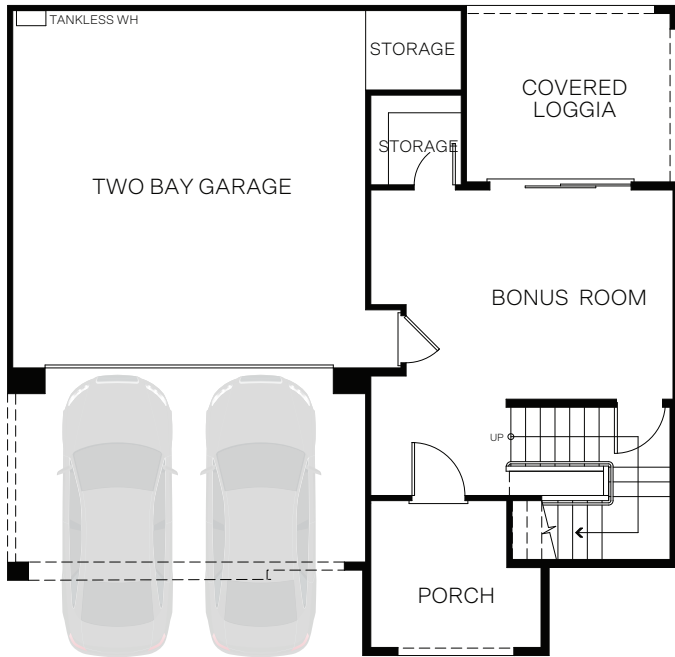 TANKLESS WH
STORAGE
COVERED
LOGGIA
STORAGE
TWO BAY GARAGE
BONUS ROOM
UP
PORCH